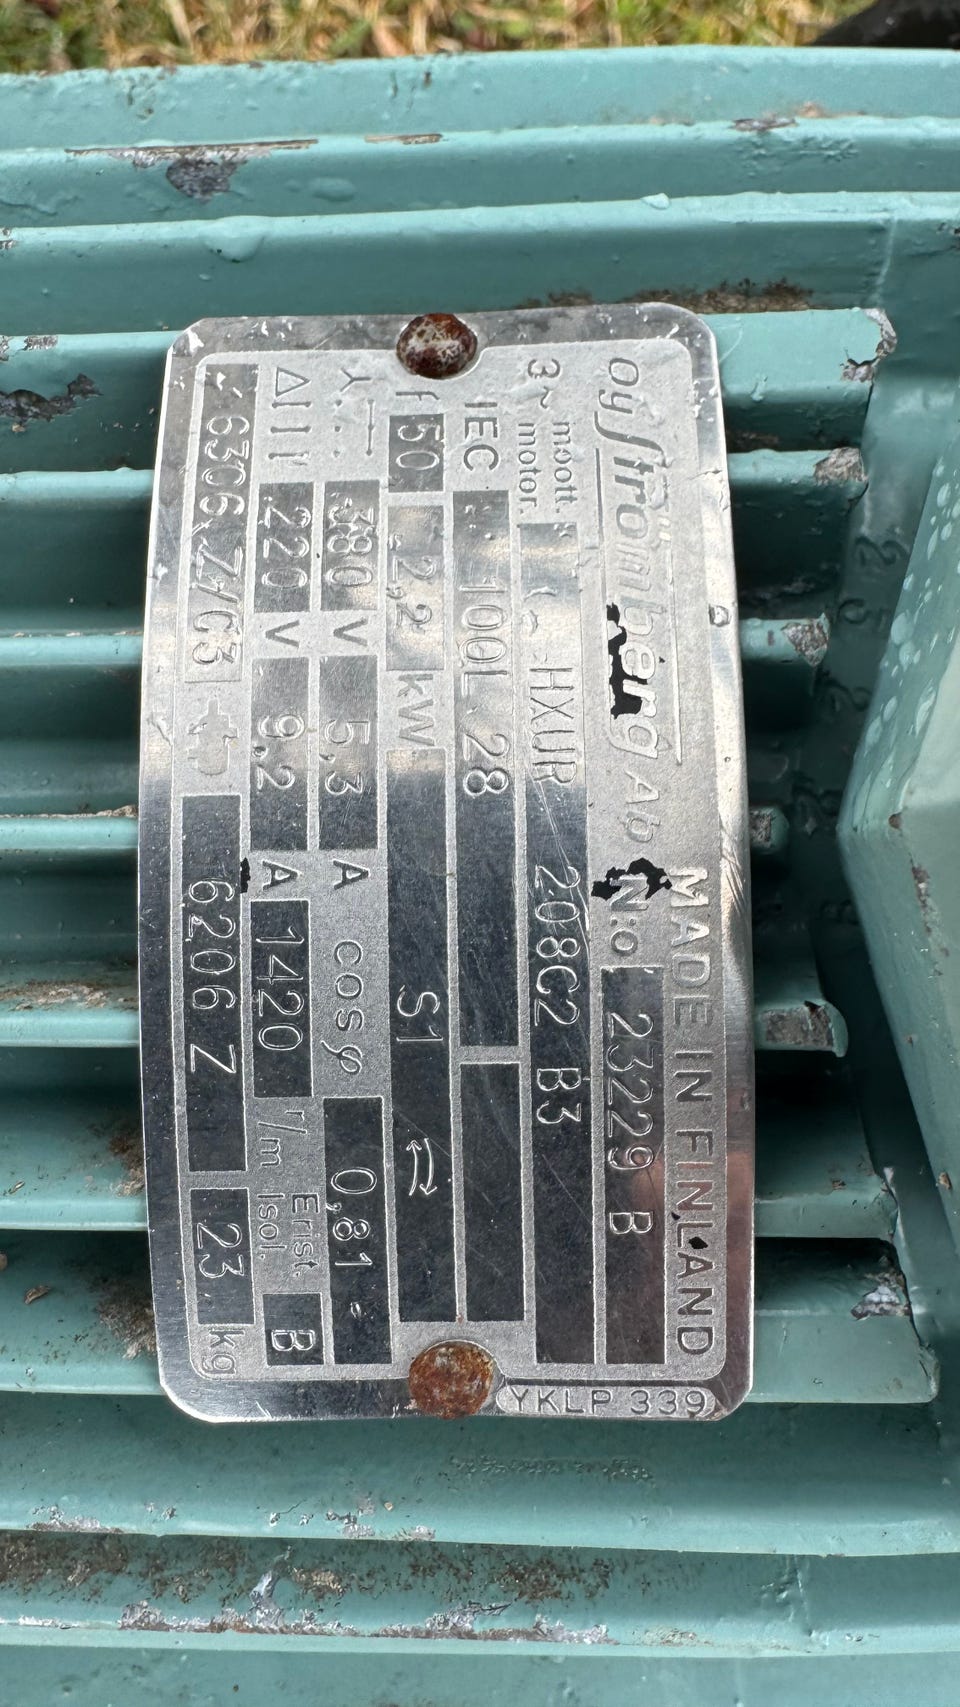 Oy Strömberg Ab MADE IN FINLAND
N:o 23229 B
3~ moott. motor. HXUR 208C2 B3
IEC 100L 28
f 50 2,2 kW S1
Y 380 V 5,3 A cosφ 0,81
Δ 220 V 9,2 A 1420 r/m Erist. Isol. B
6306 Z/C3 6206 Z 23 kg
YKLP 339